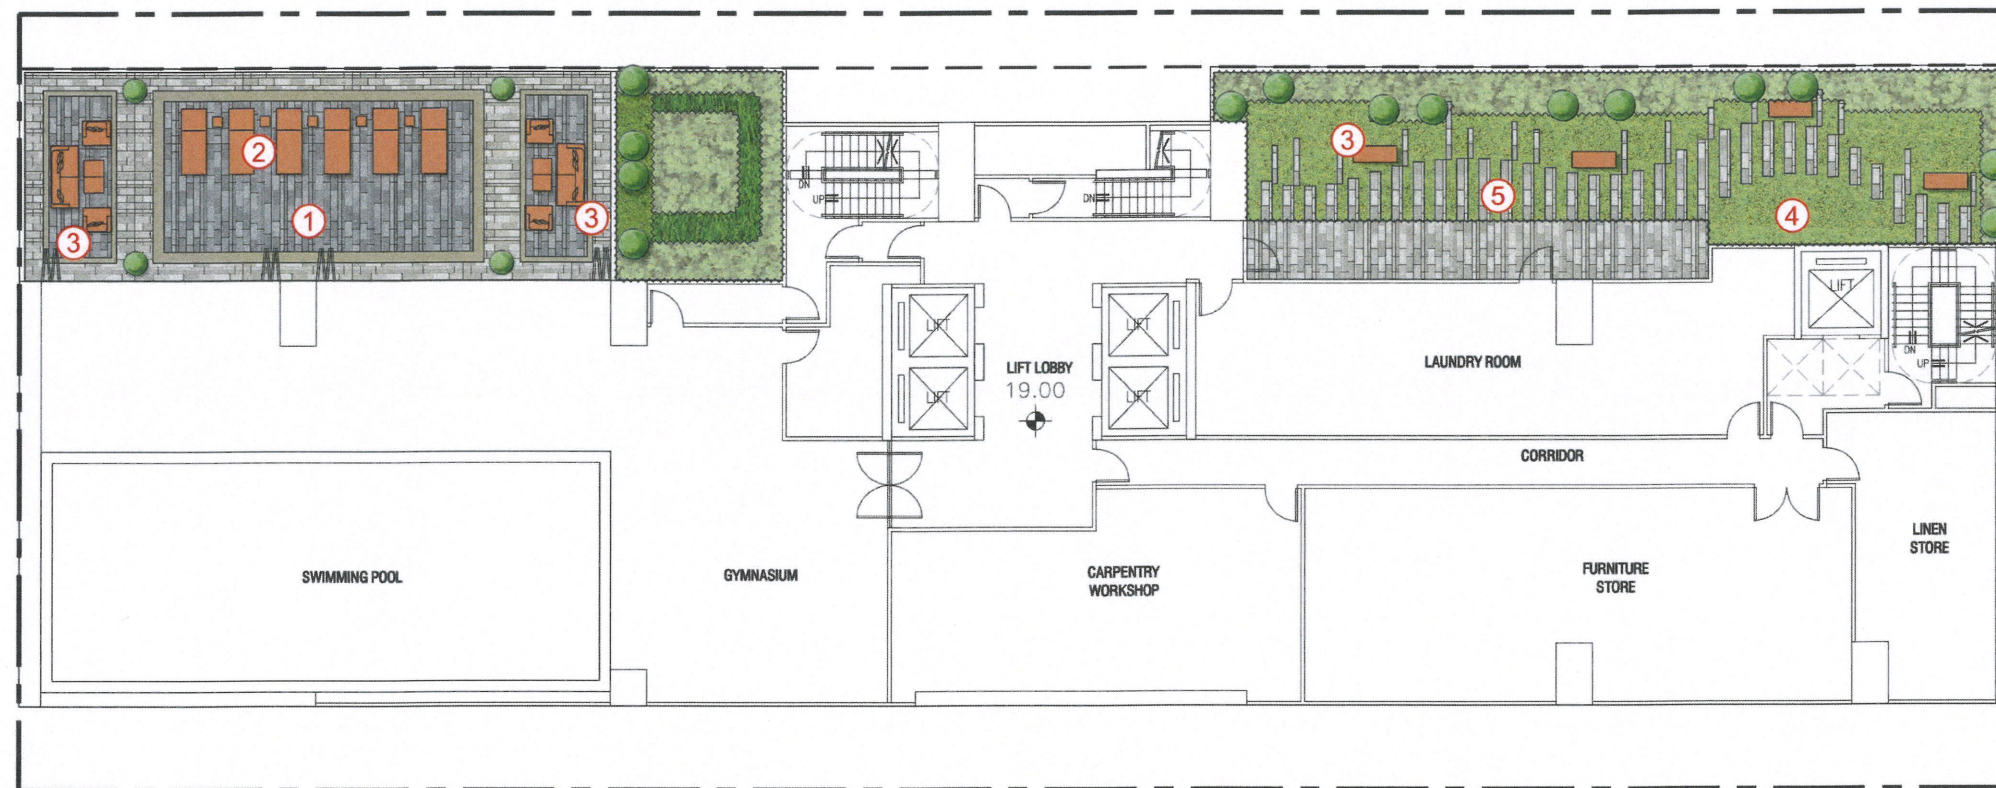 2
1
3
3
3
5
4
DN
UP
DN
LIFT
LIFT
LIFT
LIFT
LIFT
DN
UP
LIFT LOBBY
19.00
LAUNDRY ROOM
CORRIDOR
SWIMMING POOL
GYMNASIUM
CARPENTRY
WORKSHOP
FURNITURE
STORE
LINEN
STORE